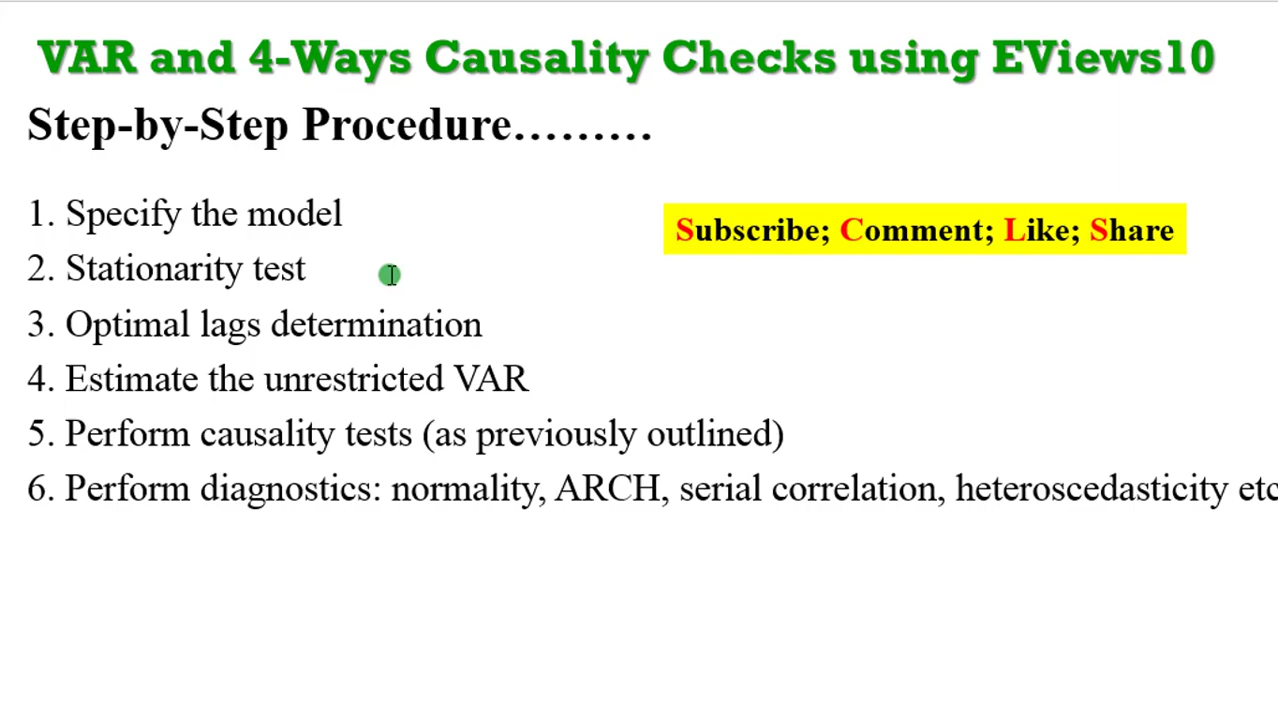 VAR and 4-Ways Causality Checks using EViews10
Step-by-Step Procedure.........
1. Specify the model
Subscribe; Comment; Like; Share
2. Stationarity test
3. Optimal lags determination
4. Estimate the unrestricted VAR
5. Perform causality tests (as previously outlined)
6. Perform diagnostics: normality, ARCH, serial correlation, heteroscedasticity etc